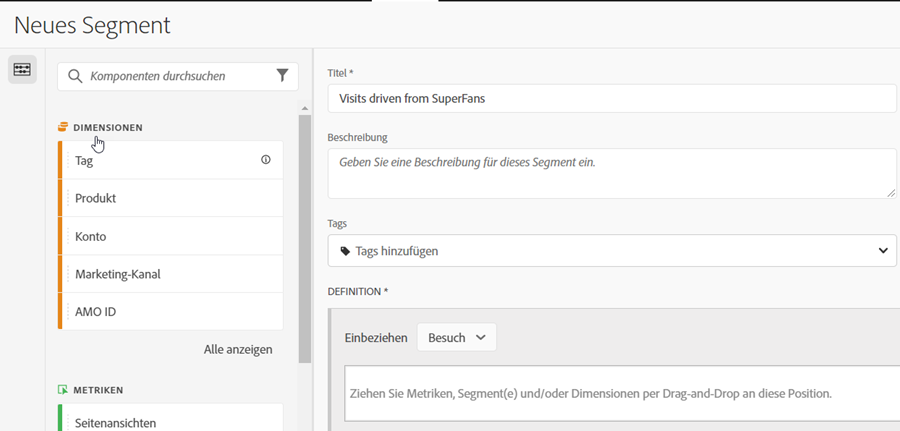 Neues Segment
Komponenten durchsuchen
DIMENSIONEN
Tag
Produkt
Konto
Marketing-Kanal
AMO ID
Alle anzeigen
METRIKEN
Seitenansichten
Titel *
Visits driven from SuperFans
Beschreibung
Geben Sie eine Beschreibung für dieses Segment ein.
Tags
Tags hinzufügen
DEFINITION *
Einbeziehen Besuch
Ziehen Sie Metriken, Segment(e) und/oder Dimensionen per Drag-and-Drop an diese Position.